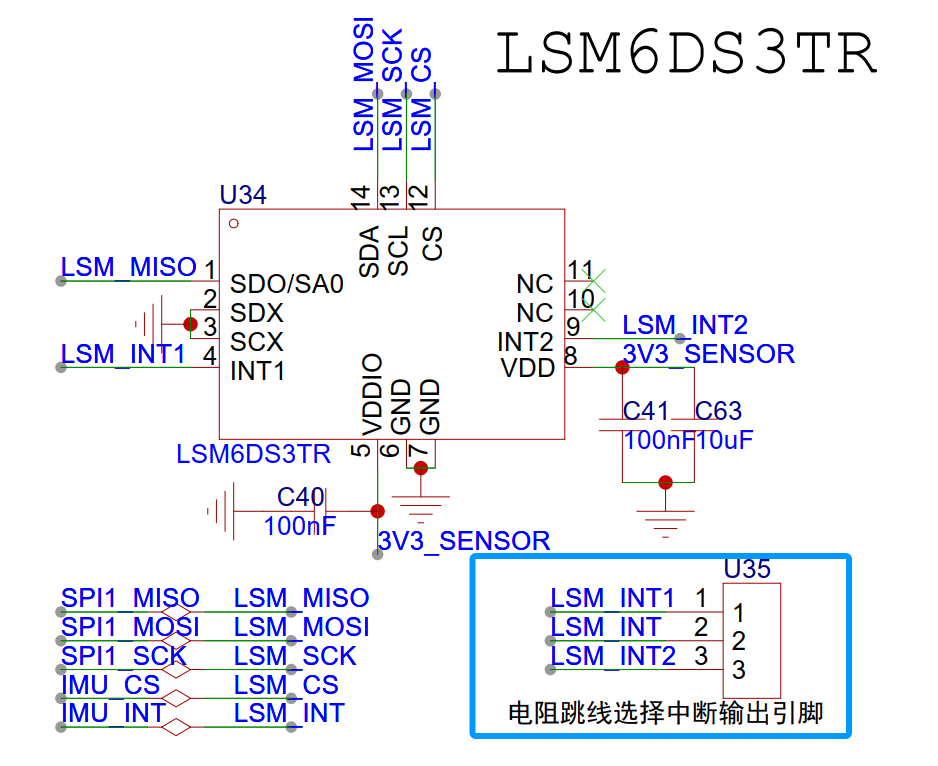 LSM6DS3TR
LSM_MOSI
LSM_SCK
LSM_CS
U34
14
13
12
SDA
SCL
CS
LSM_MISO
1
SDO/SA0
2
SDX
3
SCX
LSM_INT1
4
INT1
NC
11
NC
10
INT2
9
LSM_INT2
VDD
8
3V3_SENSOR
VDDIO
GND
GND
5
6
7
LSM6DS3TR
C41
100nF
C63
10uF
C40
100nF
3V3_SENSOR
SPI1_MISO LSM_MISO
SPI1_MOSI LSM_MOSI
SPI1_SCK LSM_SCK
IMU_CS LSM_CS
IMU_INT LSM_INT
U35
LSM_INT1 1 1
LSM_INT 2 2
LSM_INT2 3 3
电阻跳线选择中断输出引脚